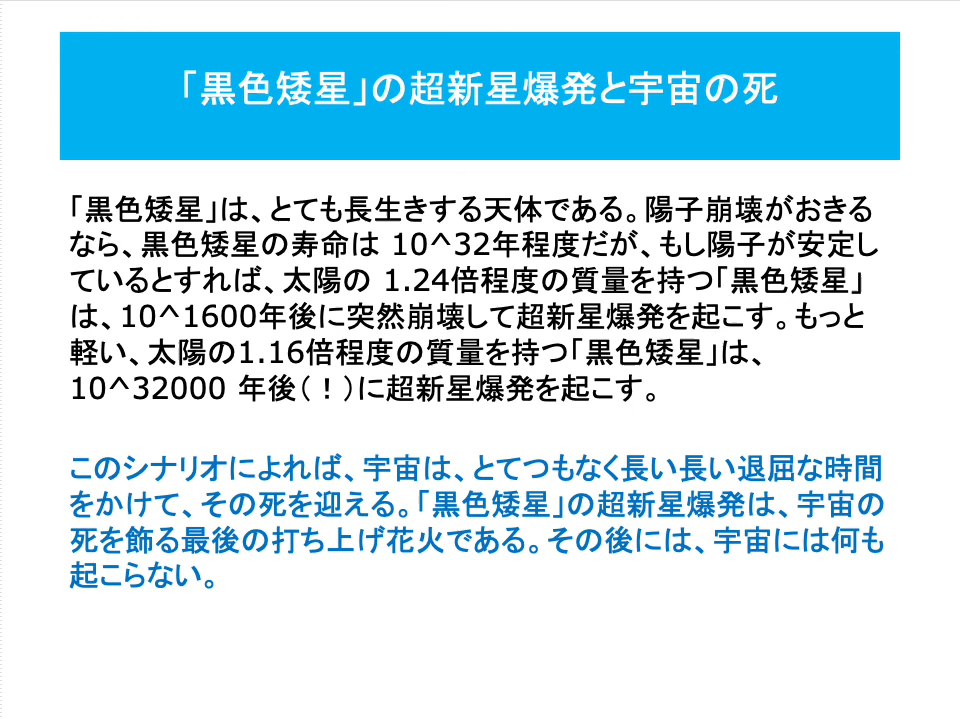 「黒色矮星」の超新星爆発と宇宙の死
「黒色矮星」は、とても長生きする天体である。陽子崩壊がおきる
なら、黒色矮星の寿命は 10^32年程度だが、もし陽子が安定し
ているとすれば、太陽の 1.24倍程度の質量を持つ「黒色矮星」
は、10^1600年後に突然崩壊して超新星爆発を起こす。もっと
軽い、太陽の1.16倍程度の質量を持つ「黒色矮星」は、
10^32000 年後（！）に超新星爆発を起こす。
このシナリオによれば、宇宙は、とてつもなく長い長い退屈な時間
をかけて、その死を迎える。「黒色矮星」の超新星爆発は、宇宙の
死を飾る最後の打ち上げ花火である。その後には、宇宙には何も
起こらない。